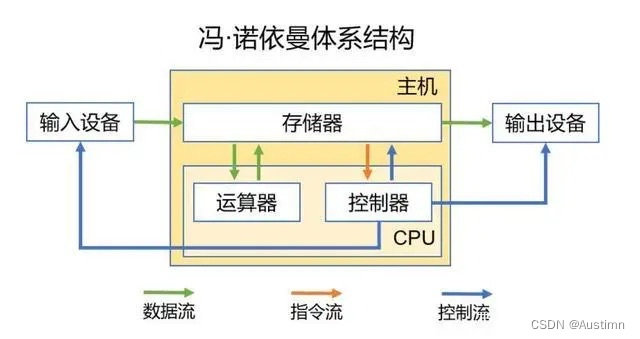 冯·诺依曼体系结构
主机
输入设备
存储器
输出设备
运算器
控制器
CPU
数据流
指令流
控制流
CSDN @Austimn